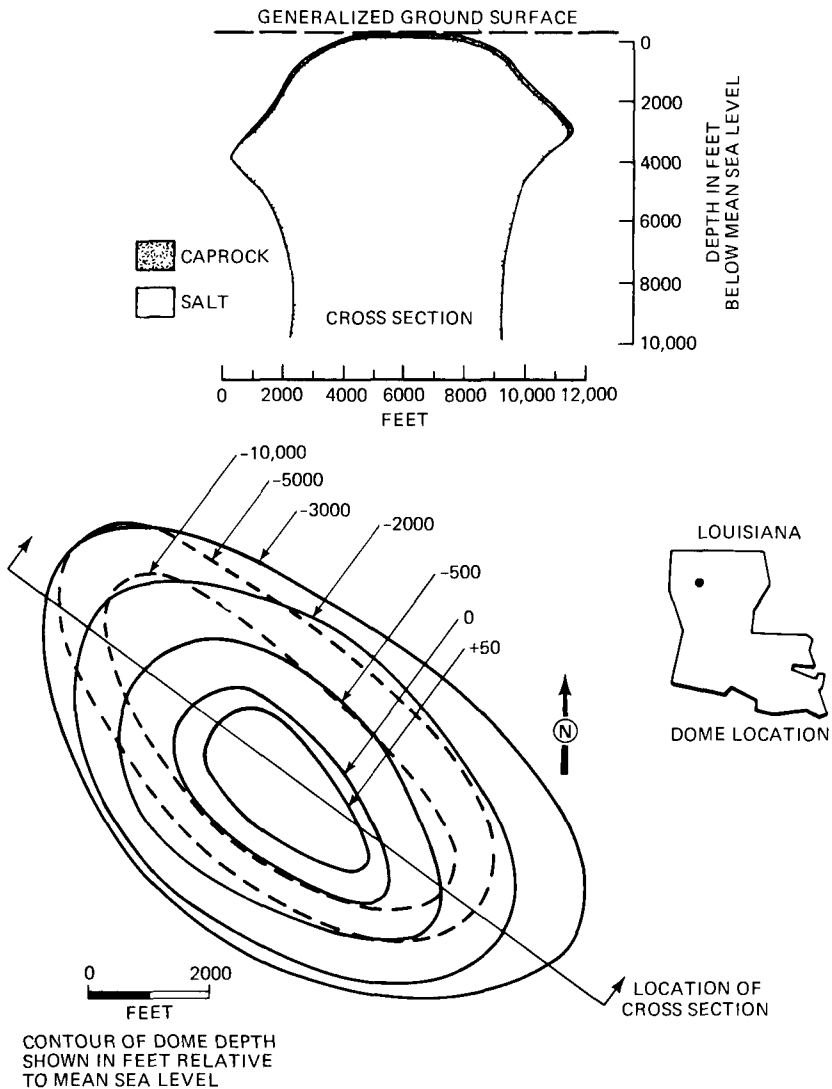 GENERALIZED GROUND SURFACE
0
2000
4000
6000
8000
10,000
DEPTH IN FEET
BELOW MEAN SEA LEVEL
CAPROCK
SALT
CROSS SECTION
0 2000 4000 6000 8000 10,000 12,000
FEET
-10,000
-5000
-3000
-2000
-500
0
+50
LOUISIANA
N
DOME LOCATION
0 2000
FEET
LOCATION OF
CROSS SECTION
CONTOUR OF DOME DEPTH
SHOWN IN FEET RELATIVE
TO MEAN SEA LEVEL